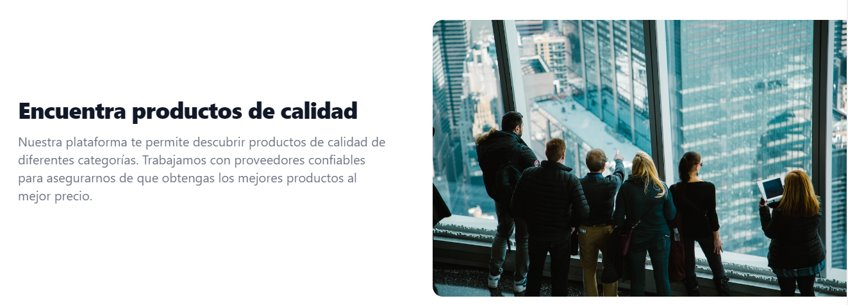 Encuentra productos de calidad
Nuestra plataforma te permite descubrir productos de calidad de
diferentes categorías. Trabajamos con proveedores confiables
para asegurarnos de que obtengas los mejores productos al
mejor precio.